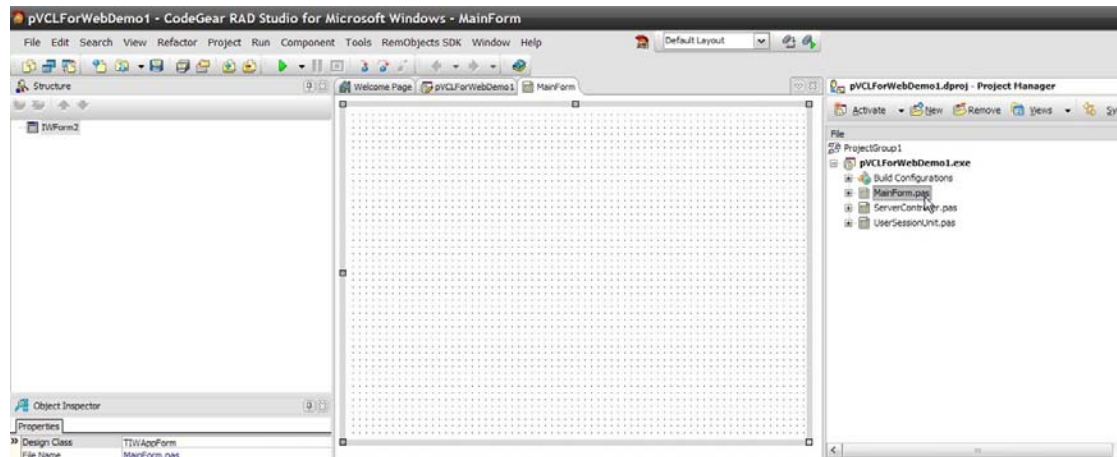 pVCLForWebDemo1 - CodeGear RAD Studio for Microsoft Windows - MainForm
File Edit Search View Refactor Project Run Component Tools RemObjects SDK Window Help
Default Layout
Structure
Welcome Page pVCLForWebDemo1 MainForm
pVCLForWebDemo1.dproj - Project Manager
Activate New Remove Views Sy
IWForm2
File
ProjectGroup1
pVCLForWebDemo1.exe
Build Configurations
MainForm.pas
ServerController.pas
UserSessionUnit.pas
Object Inspector
Properties
Design Class TIWAppForm
File Name MainForm.pas